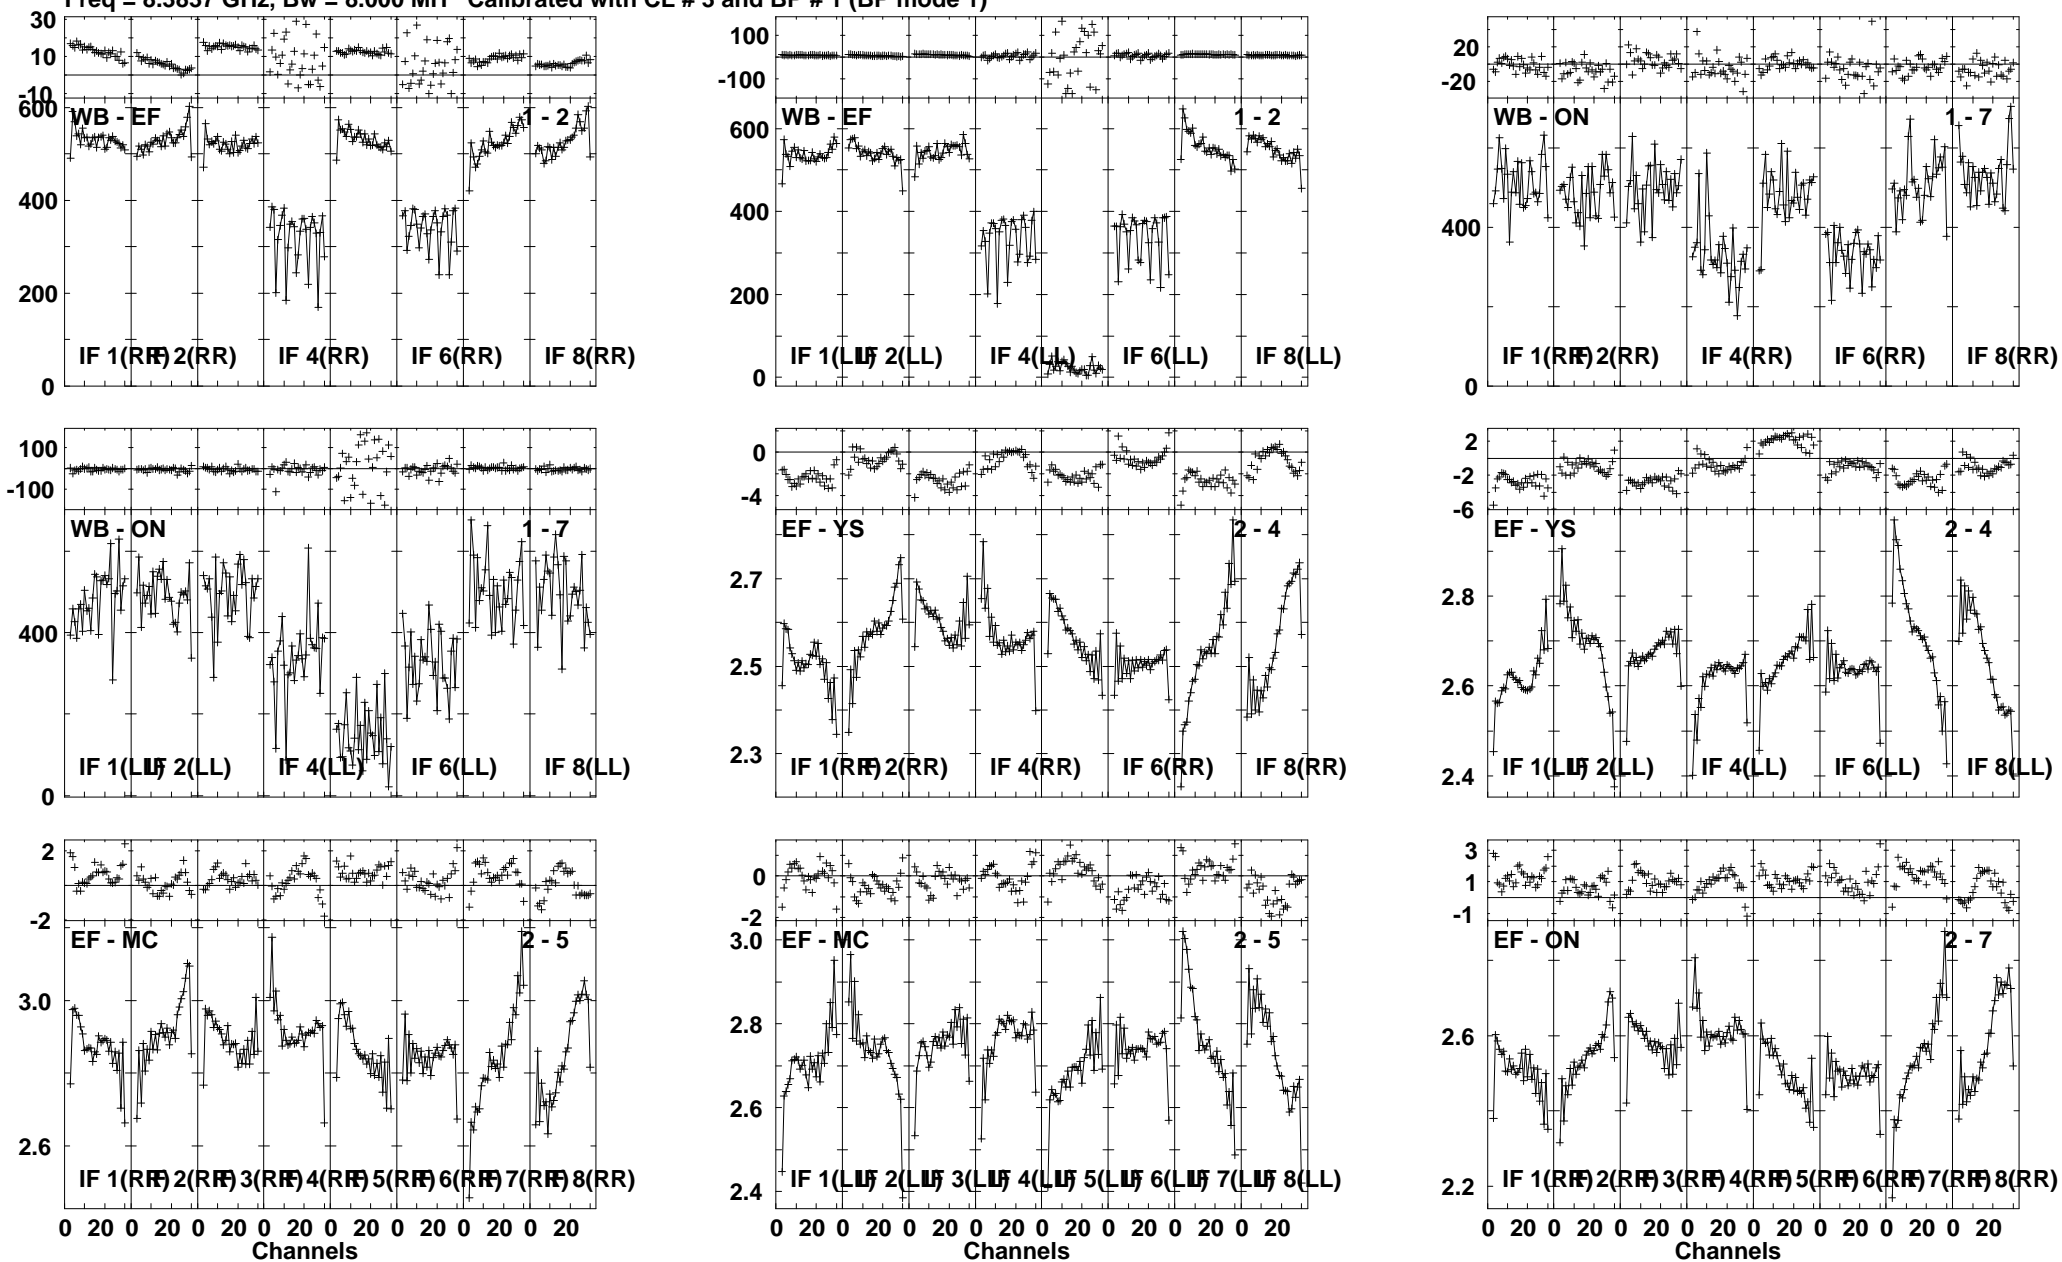 Freq = 8.3837 GHz, Bw = 8.000 MH Calibrated with CL # 3 and BP # 1 (BP mode 1)
30
10
-10
100
-100
20
-20
WB - EF 1 - 2
WB - EF 1 - 2
WB - ON 1 - 7
600
400
200
0
600
400
200
0
400
0
IF 1(RR) IF 2(RR) IF 4(RR) IF 6(RR) IF 8(RR)
IF 1(LL) IF 2(LL) IF 4(LL) IF 6(LL) IF 8(LL)
IF 1(RR) IF 2(RR) IF 4(RR) IF 6(RR) IF 8(RR)
100
-100
0
-4
2
-2
-6
WB - ON 1 - 7
EF - YS 2 - 4
EF - YS 2 - 4
400
0
2.7
2.5
2.3
2.8
2.6
2.4
IF 1(LL) IF 2(LL) IF 4(LL) IF 6(LL) IF 8(LL)
IF 1(RR) IF 2(RR) IF 4(RR) IF 6(RR) IF 8(RR)
IF 1(LL) IF 2(LL) IF 4(LL) IF 6(LL) IF 8(LL)
2
-2
0
-2
3
1
-1
EF - MC 2 - 5
EF - MC 2 - 5
EF - ON 2 - 7
3.0
2.6
3.0
2.8
2.6
2.4
2.6
2.2
IF 1(RR) IF 2(RR) IF 3(RR) IF 4(RR) IF 5(RR) IF 6(RR) IF 7(RR) IF 8(RR)
IF 1(LL) IF 2(LL) IF 3(LL) IF 4(LL) IF 5(LL) IF 6(LL) IF 7(LL) IF 8(LL)
IF 1(RR) IF 2(RR) IF 3(RR) IF 4(RR) IF 5(RR) IF 6(RR) IF 7(RR) IF 8(RR)
0 20 0 20 0 20 0 20 0 20 0 20 0 20 0 20
0 20 0 20 0 20 0 20 0 20 0 20 0 20 0 20
0 20 0 20 0 20 0 20 0 20 0 20 0 20 0 20
Channels
Channels
Channels